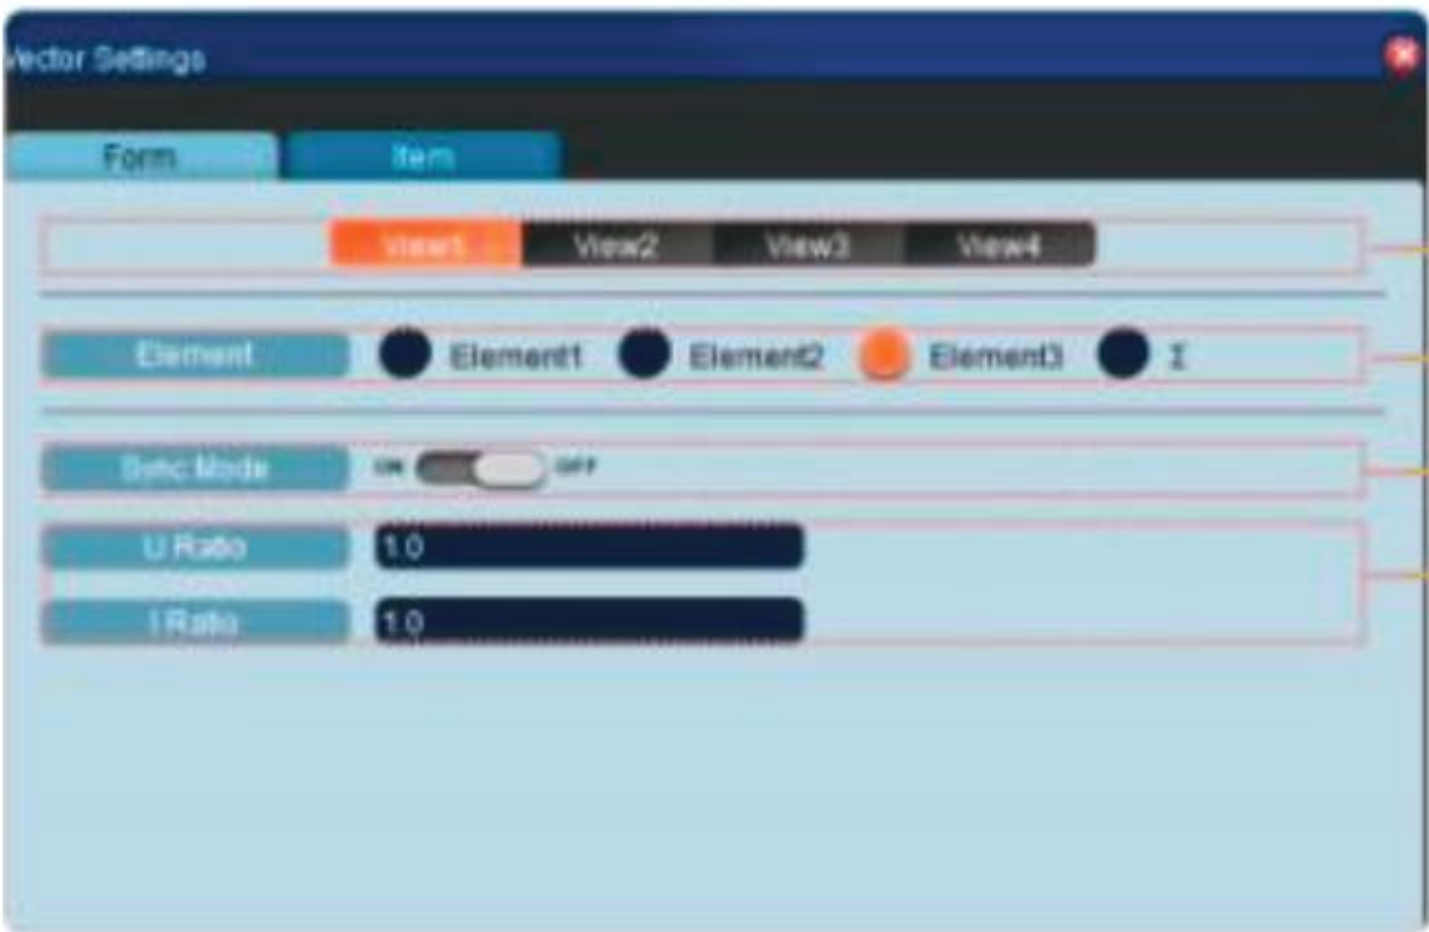 Vector Settings
Form Item
View1 View2 View3 View4
Element Element1 Element2 Element3 Σ
Sync Mode ON OFF
U Ratio 1.0
I Ratio 1.0